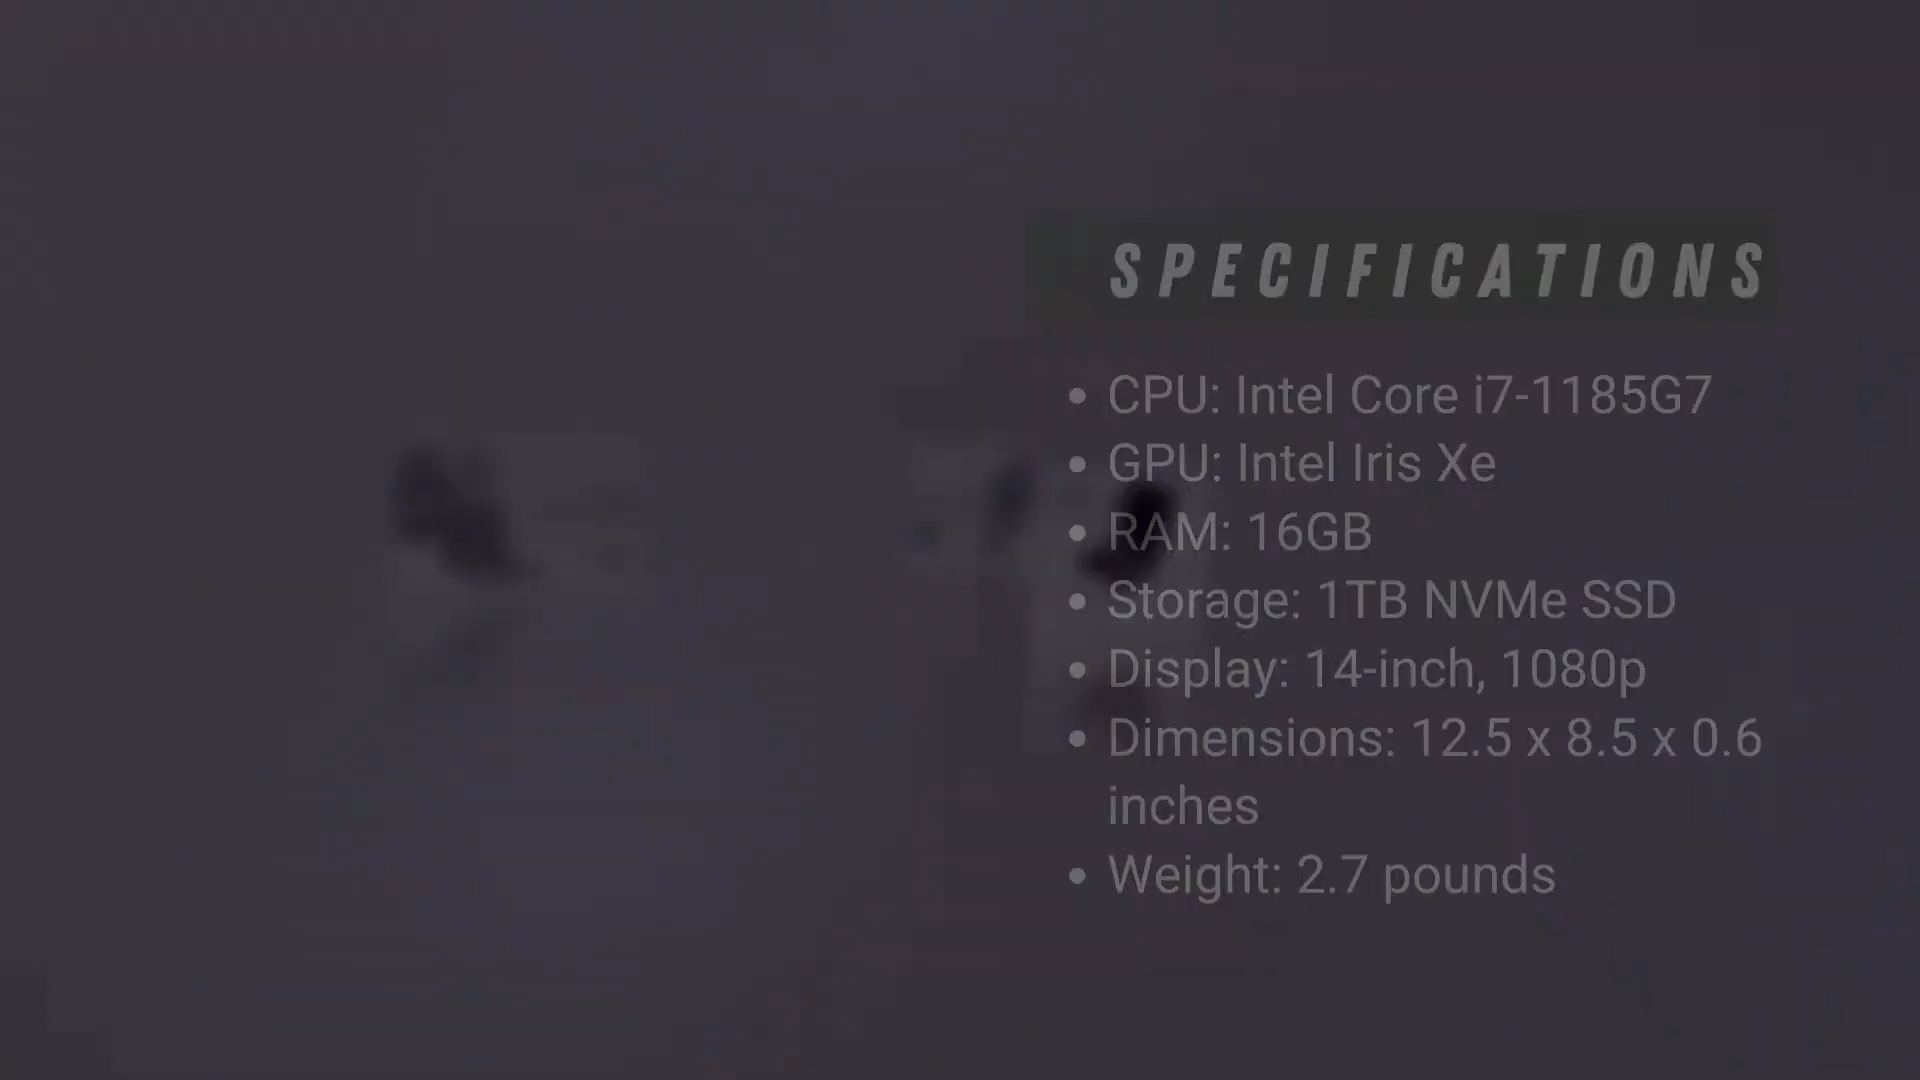 SPECIFICATIONS
• CPU: Intel Core i7-1185G7
• GPU: Intel Iris Xe
• RAM: 16GB
• Storage: 1TB NVMe SSD
• Display: 14-inch, 1080p
• Dimensions: 12.5 x 8.5 x 0.6
inches
• Weight: 2.7 pounds